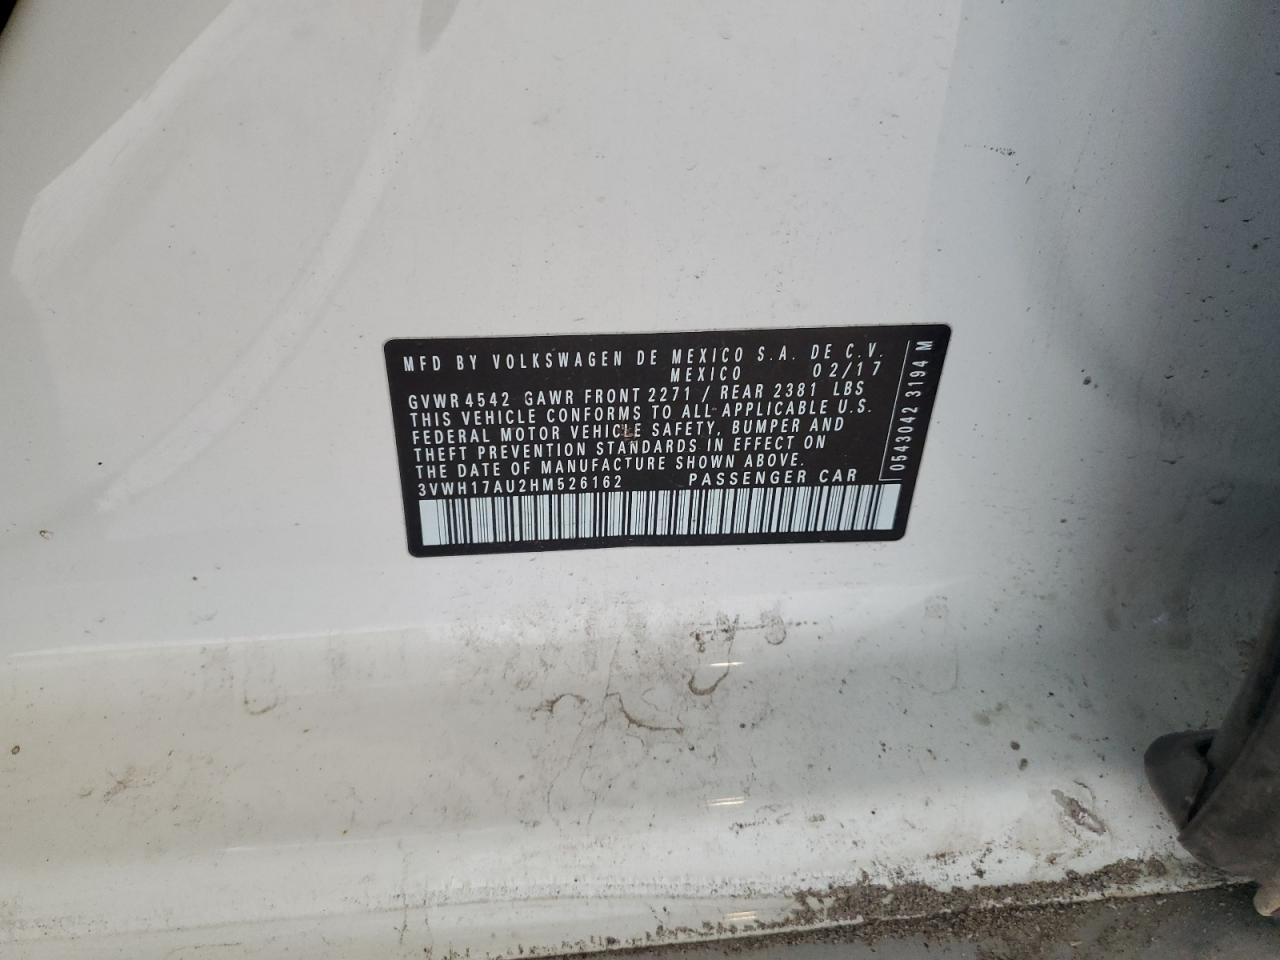 MFD BY VOLKSWAGEN DE MEXICO S.A. DE C.V.
MEXICO 02/17
GVWR 4542 GAWR FRONT 2271 / REAR 2381 LBS
THIS VEHICLE CONFORMS TO ALL APPLICABLE U.S.
FEDERAL MOTOR VEHICLE SAFETY, BUMPER AND
THEFT PREVENTION STANDARDS IN EFFECT ON
THE DATE OF MANUFACTURE SHOWN ABOVE.
3VWH17AU2HM526162 PASSENGER CAR
0543042 3194 M